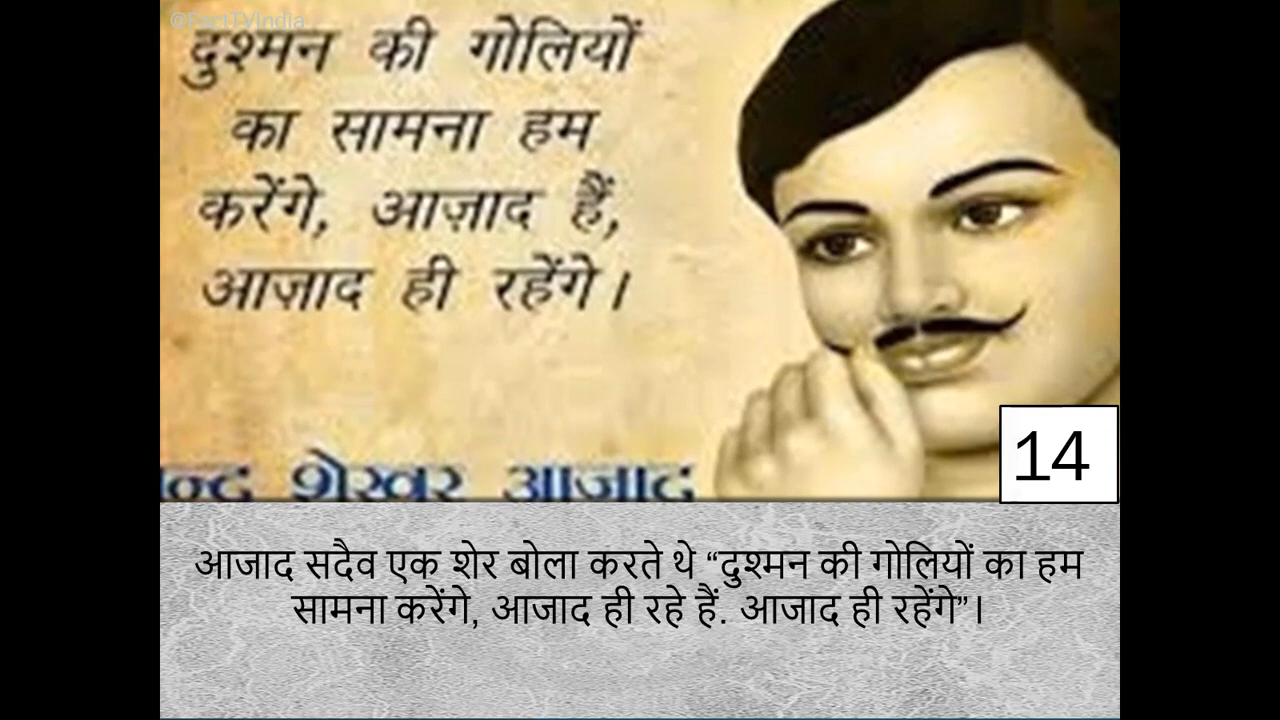 @FactTVIndia
दुश्मन की गोलियों
का सामना हम
करेंगे, आज़ाद हैं,
आज़ाद ही रहेंगे।
न्द शेखर आजाद
14
आजाद सदैव एक शेर बोला करते थे “दुश्मन की गोलियों का हम
सामना करेंगे, आजाद ही रहे हैं. आजाद ही रहेंगे”।